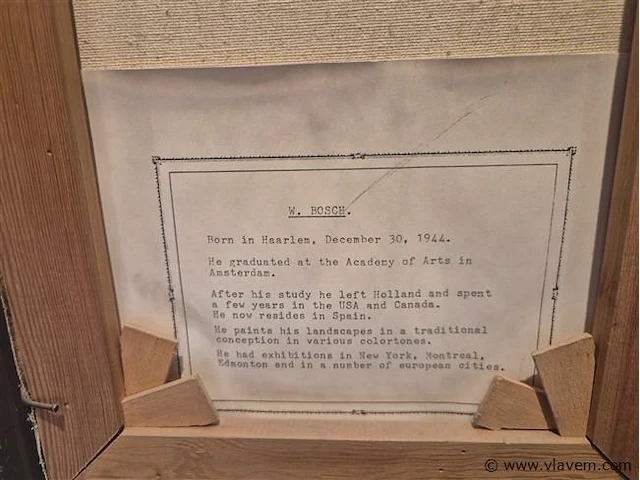 W. BOSCH.
Born in Haarlem, December 30, 1944.
He graduated at the Academy of Arts in
Amsterdam.
After his study he left Holland and spent
a few years in the USA and Canada.
He now resides in Spain.
He paints his landscapes in a traditional
conception in various colortones.
He had exhibitions in New York, Montreal,
Edmonton and in a number of european cities.
© www.vlavem.com